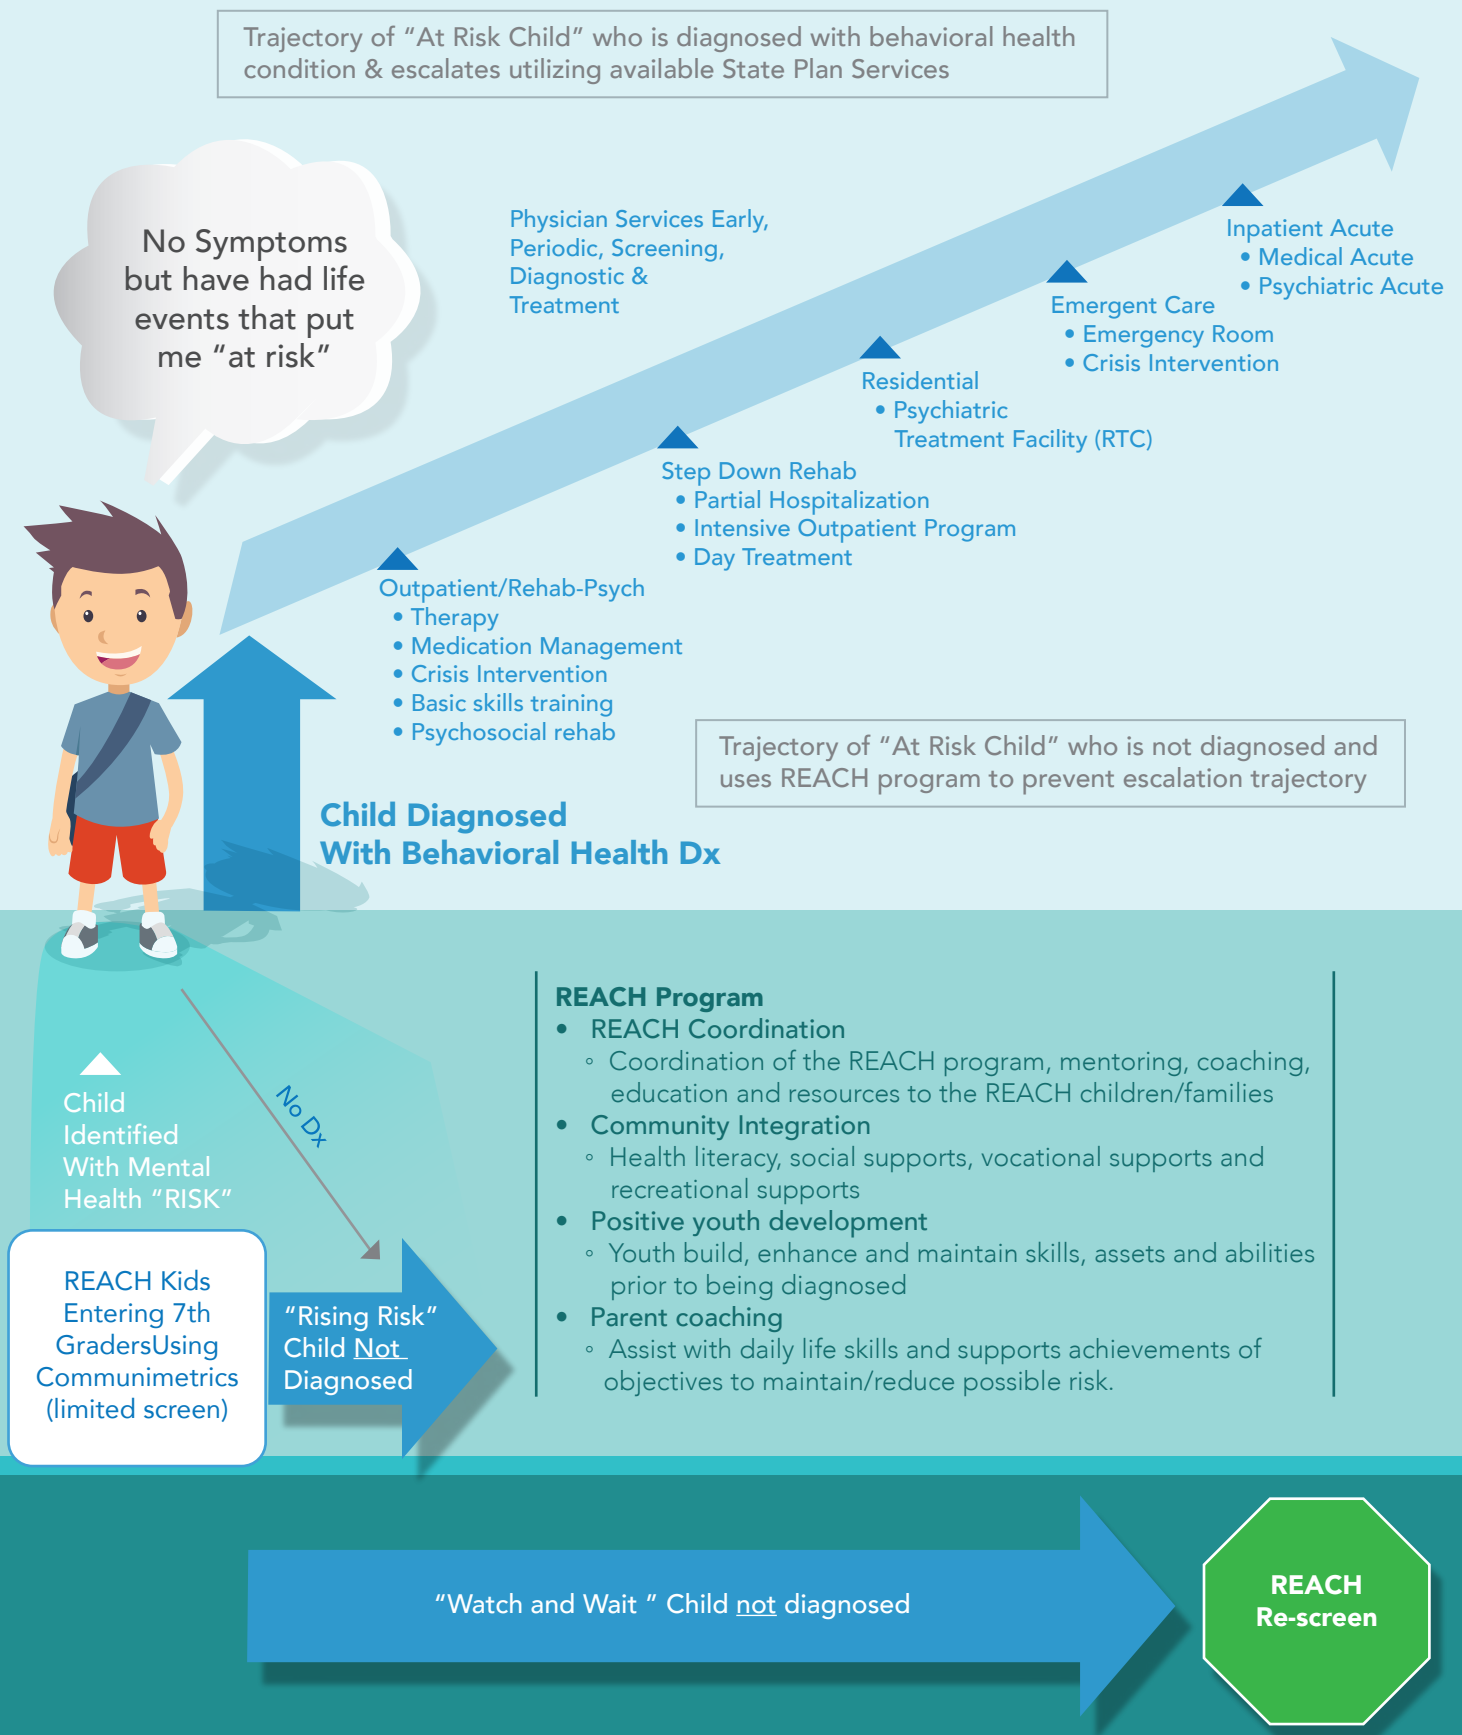 Trajectory of “At Risk Child” who is diagnosed with behavioral health
condition & escalates utilizing available State Plan Services
No Symptoms
but have had life
events that put
me “at risk”
Physician Services Early,
Periodic, Screening,
Diagnostic &
Treatment
Inpatient Acute
• Medical Acute
• Psychiatric Acute
Emergent Care
• Emergency Room
• Crisis Intervention
Residential
• Psychiatric
Treatment Facility (RTC)
Step Down Rehab
• Partial Hospitalization
• Intensive Outpatient Program
• Day Treatment
Outpatient/Rehab-Psych
• Therapy
• Medication Management
• Crisis Intervention
• Basic skills training
• Psychosocial rehab
Trajectory of “At Risk Child” who is not diagnosed and
uses REACH program to prevent escalation trajectory
Child Diagnosed
With Behavioral Health Dx
Child
Identified
With Mental
Health “RISK”
No Dx
REACH Kids
Entering 7th
GradersUsing
Communimetrics
(limited screen)
“Rising Risk”
Child Not
Diagnosed
REACH Program
• REACH Coordination
◦ Coordination of the REACH program, mentoring, coaching,
education and resources to the REACH children/families
• Community Integration
◦ Health literacy, social supports, vocational supports and
recreational supports
• Positive youth development
◦ Youth build, enhance and maintain skills, assets and abilities
prior to being diagnosed
• Parent coaching
◦ Assist with daily life skills and supports achievements of
objectives to maintain/reduce possible risk.
“Watch and Wait ” Child not diagnosed
REACH
Re-screen